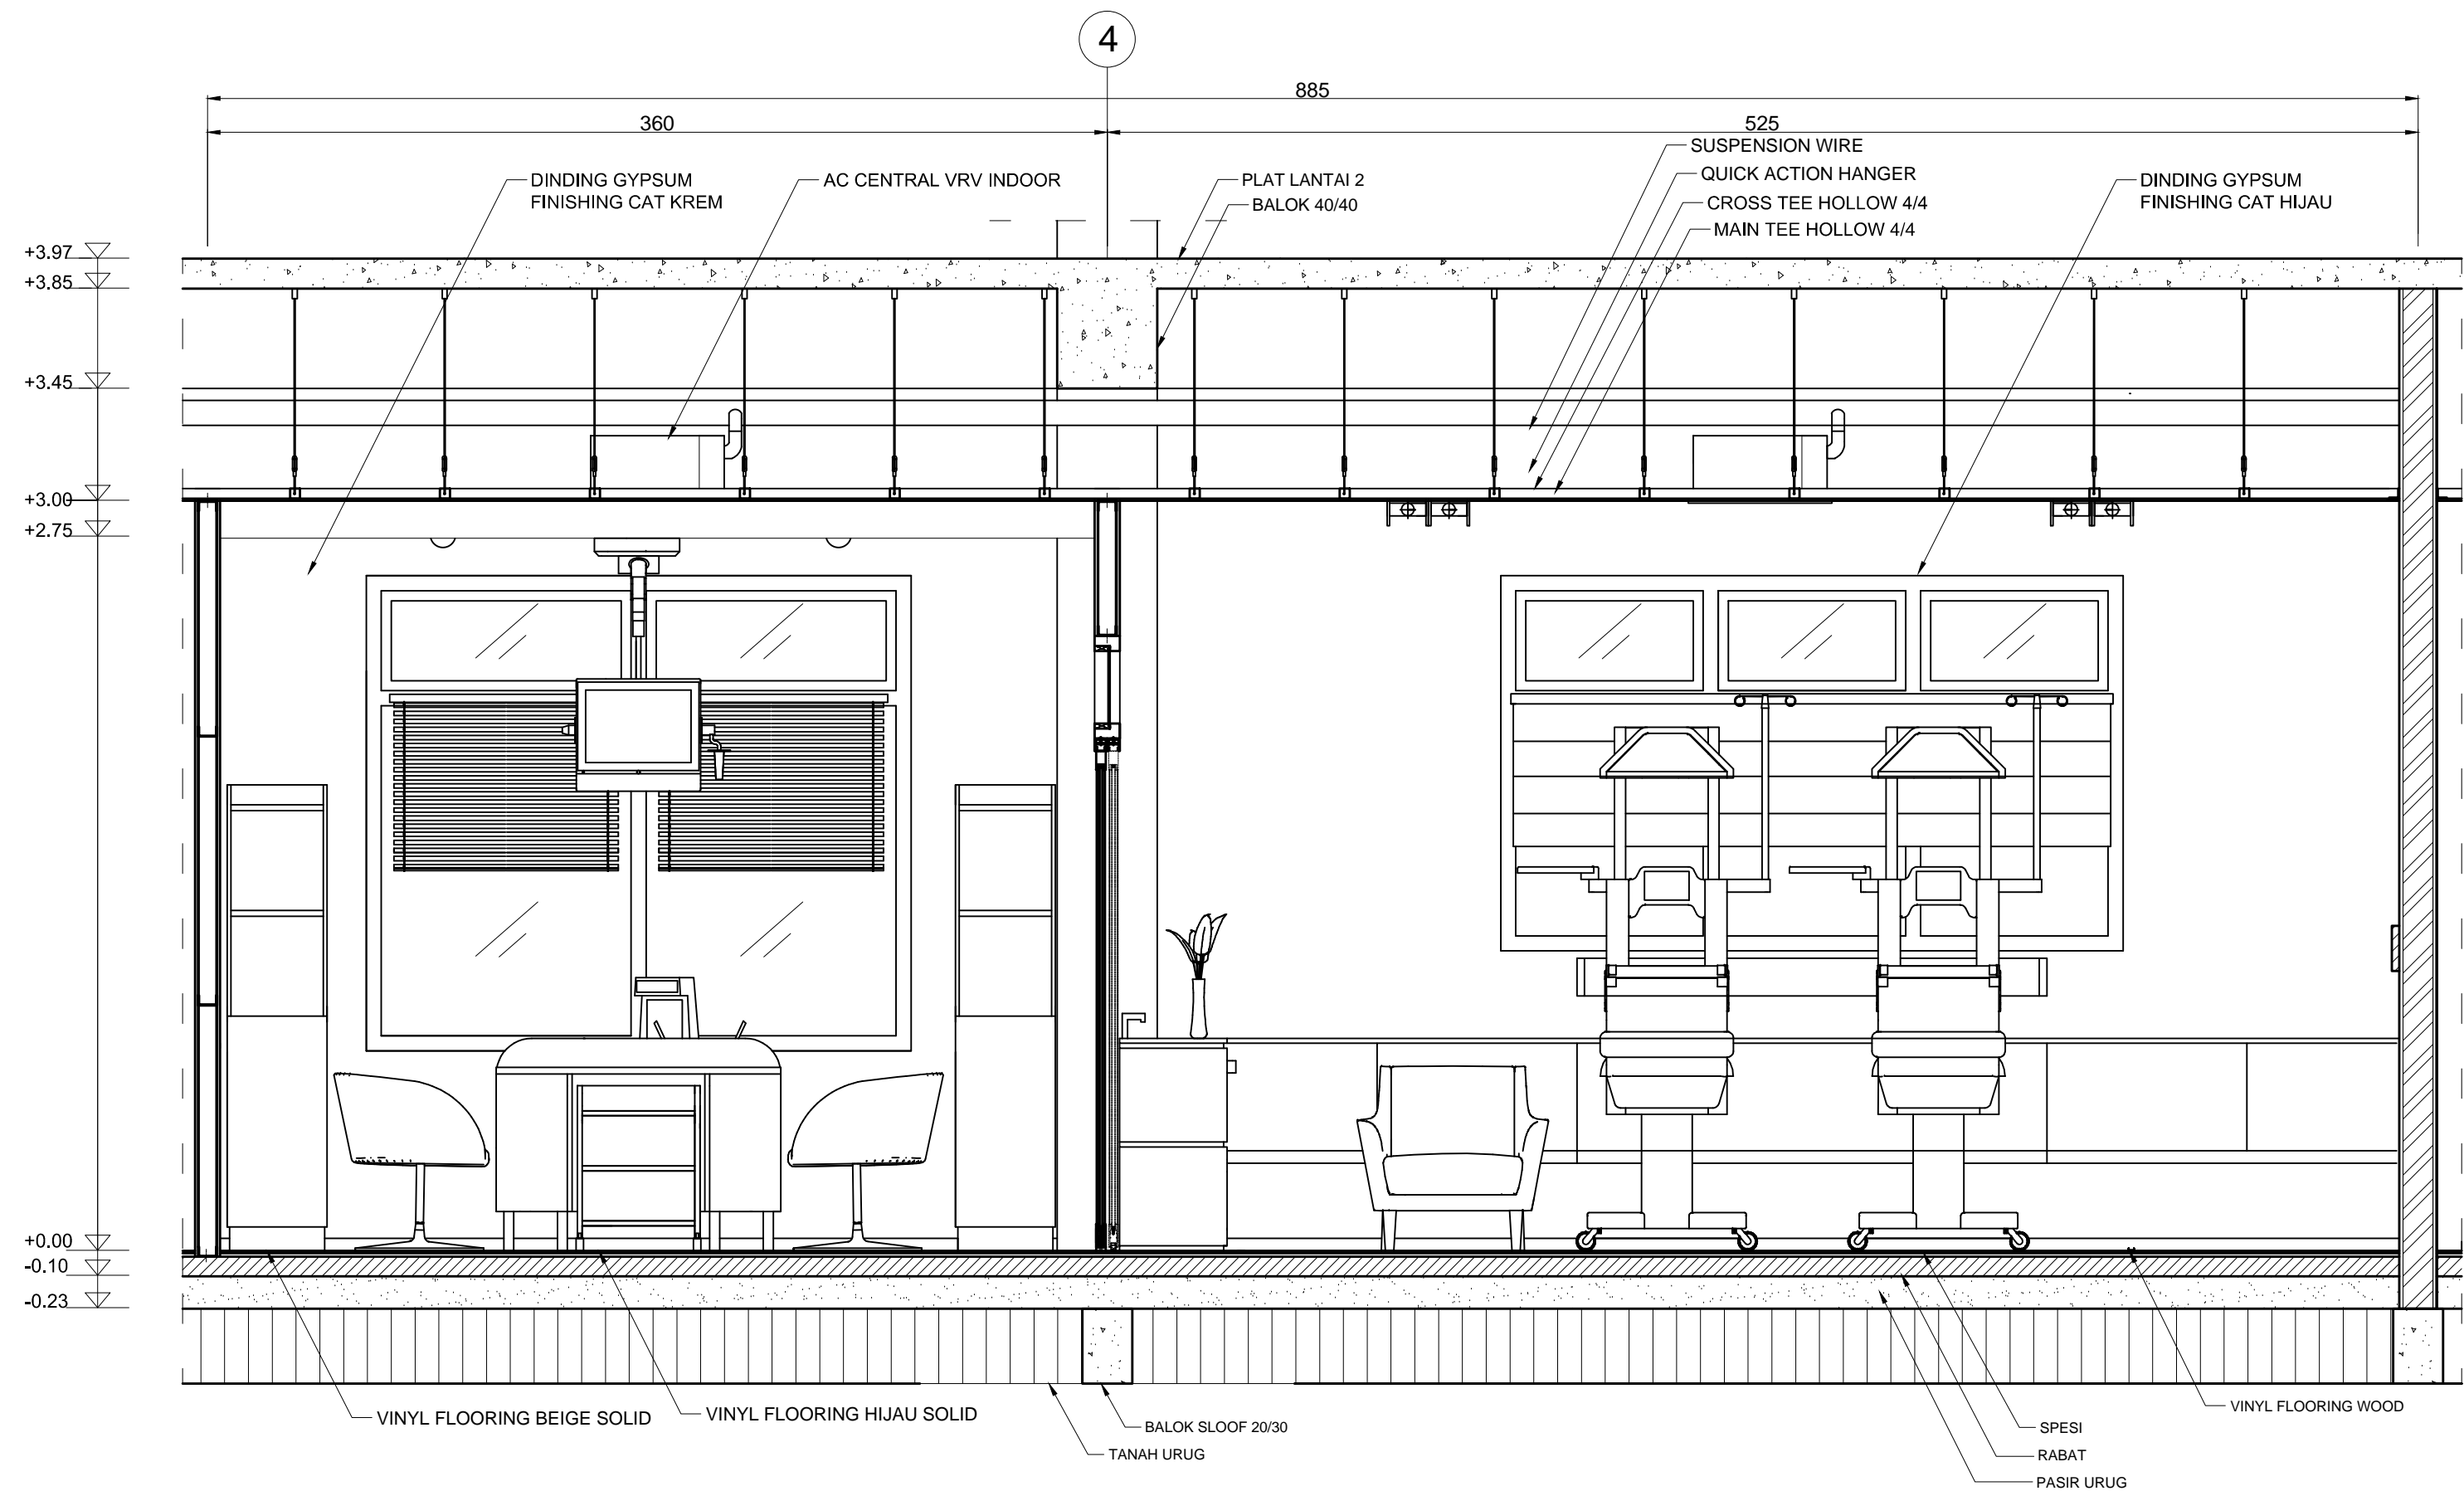 4
885
360
525
SUSPENSION WIRE
QUICK ACTION HANGER
CROSS TEE HOLLOW 4/4
MAIN TEE HOLLOW 4/4
DINDING GYPSUM
FINISHING CAT KREM
AC CENTRAL VRV INDOOR
PLAT LANTAI 2
BALOK 40/40
DINDING GYPSUM
FINISHING CAT HIJAU
+3.97
+3.85
+3.45
+3.00
+2.75
+0.00
-0.10
-0.23
VINYL FLOORING BEIGE SOLID
VINYL FLOORING HIJAU SOLID
BALOK SLOOF 20/30
TANAH URUG
VINYL FLOORING WOOD
SPESI
RABAT
PASIR URUG